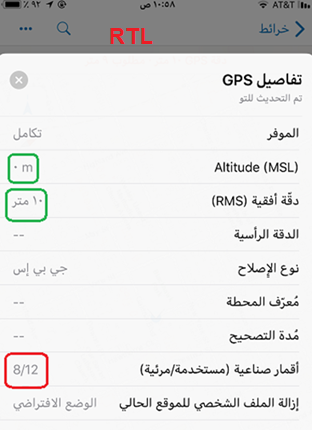 AT&T ١٠:٥٨ ص ٩٢ ٪
خرائط
RTL
تفاصيل GPS
تم التحديث للتو
الموفر تكامل
Altitude (MSL) ٠ m
دقّة أفقية (RMS) ١٠ متر
الدقة الرأسية --
نوع الإصلاح جي بي إس
مُعرّف المحطة --
مُدة التصحيح --
أقمار صناعية (مستخدمة/مرئية) 8/12
إزالة الملف الشخصي للموقع الحالي الوضع الافتراضي